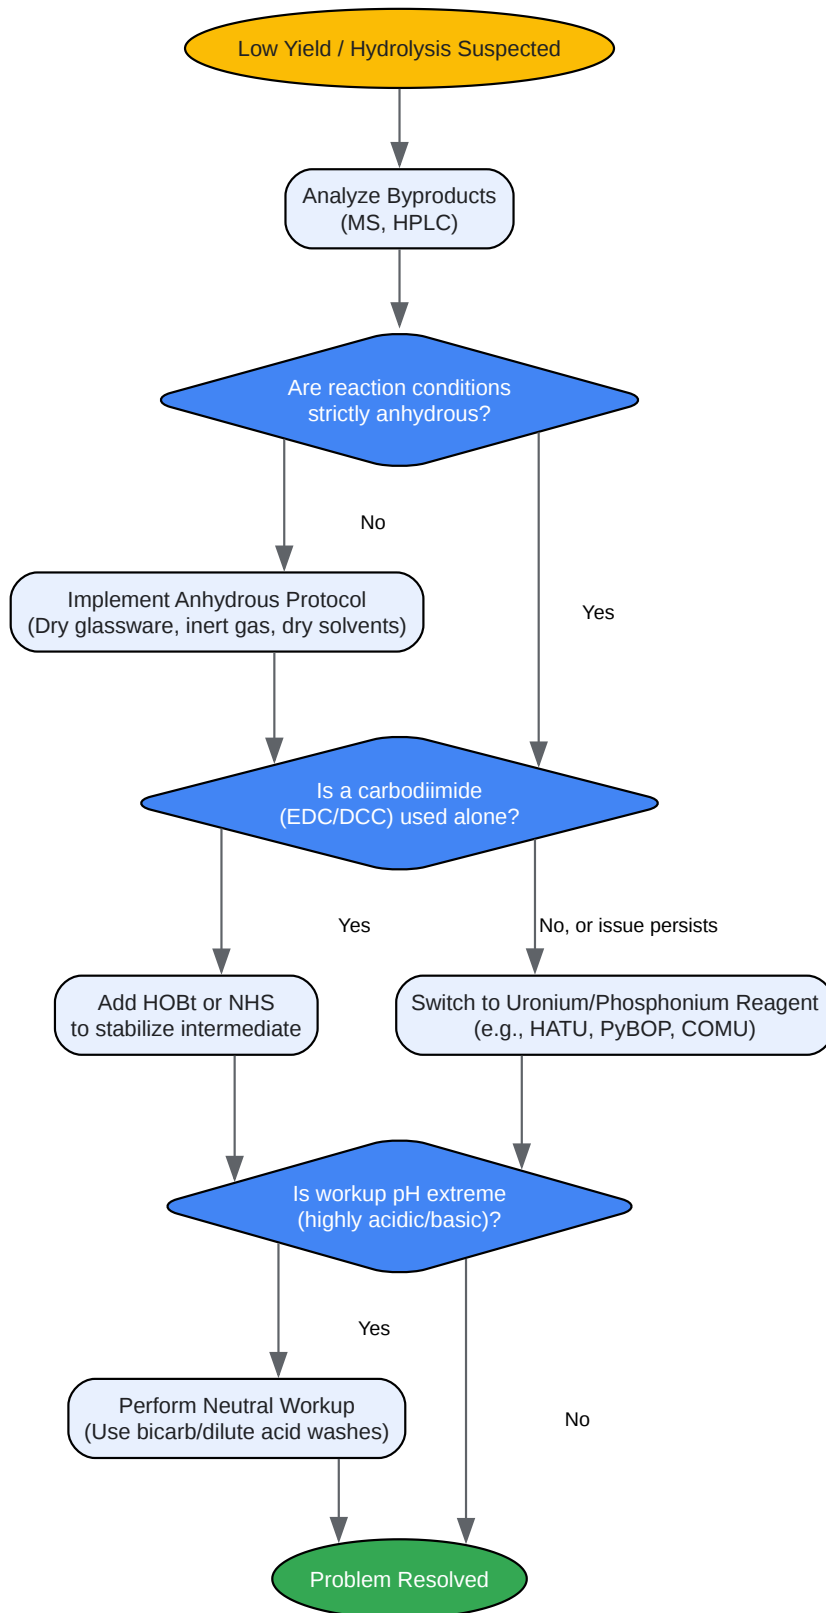 Low Yield / Hydrolysis Suspected
Analyze Byproducts
(MS, HPLC)
Are reaction conditions
strictly anhydrous?
No
Implement Anhydrous Protocol
(Dry glassware, inert gas, dry solvents)
Yes
Is a carbodiimide
(EDC/DCC) used alone?
Yes
No, or issue persists
Add HOBt or NHS
to stabilize intermediate
Switch to Uronium/Phosphonium Reagent
(e.g., HATU, PyBOP, COMU)
Is workup pH extreme
(highly acidic/basic)?
Yes
Perform Neutral Workup
(Use bicarb/dilute acid washes)
No
Problem Resolved